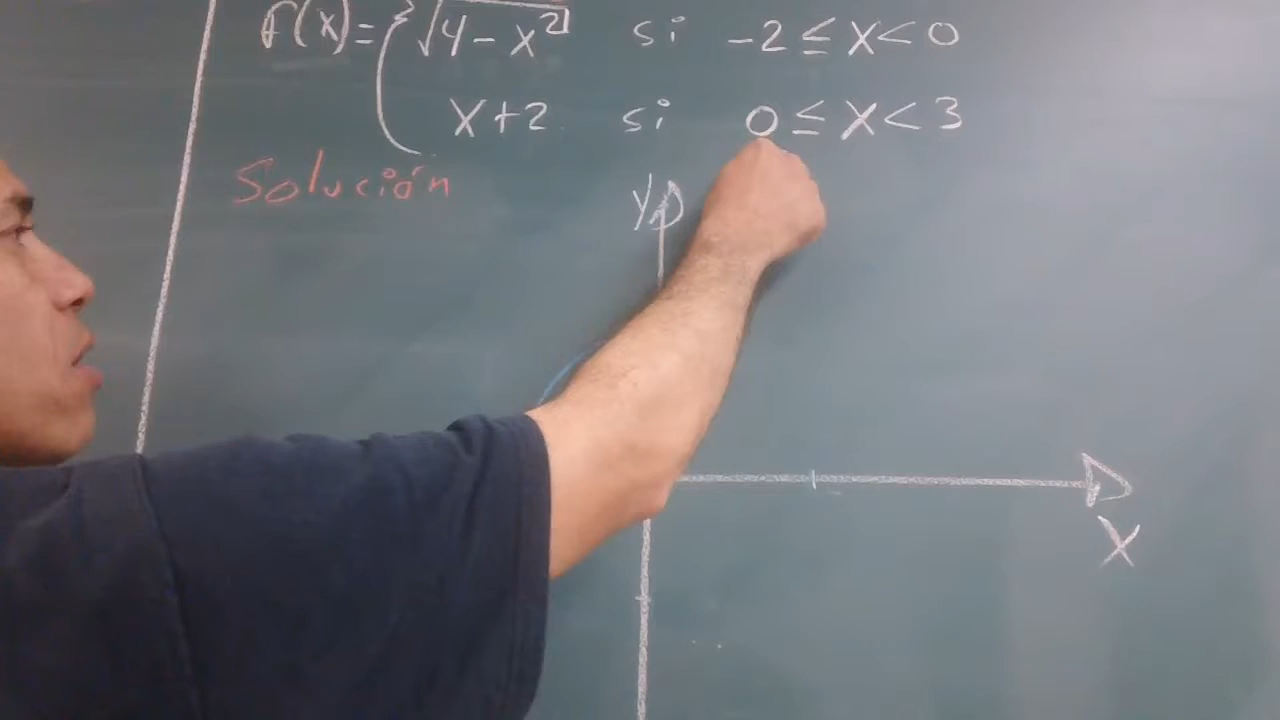 f(x)= { √4-x² si -2 ≤ x < 0
x+2 si 0 ≤ x < 3
Solución
y
x